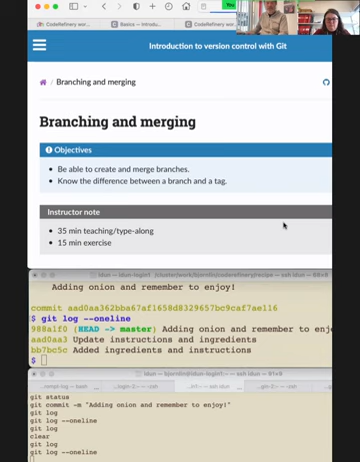 You
CodeRefinery wor...
Basics — Introdu...
CodeRefinery wor...
Introduction to version control with Git
/ Branching and merging
Branching and merging
Objectives
• Be able to create and merge branches.
• Know the difference between a branch and a tag.
Instructor note
• 35 min teaching/type-along
• 15 min exercise
Adding onion and remember to enjoy!
$ git log --oneline
988a1f0 (HEAD -> master) Adding onion and remember to enj
aad0aa3 Update instructions and ingredients
bb7bc5c Added ingredients and instructions
$
git status
git commit -m "Adding onion and remember to enjoy!"
git log
git log --oneline
git log
clear
git log
git log --oneline